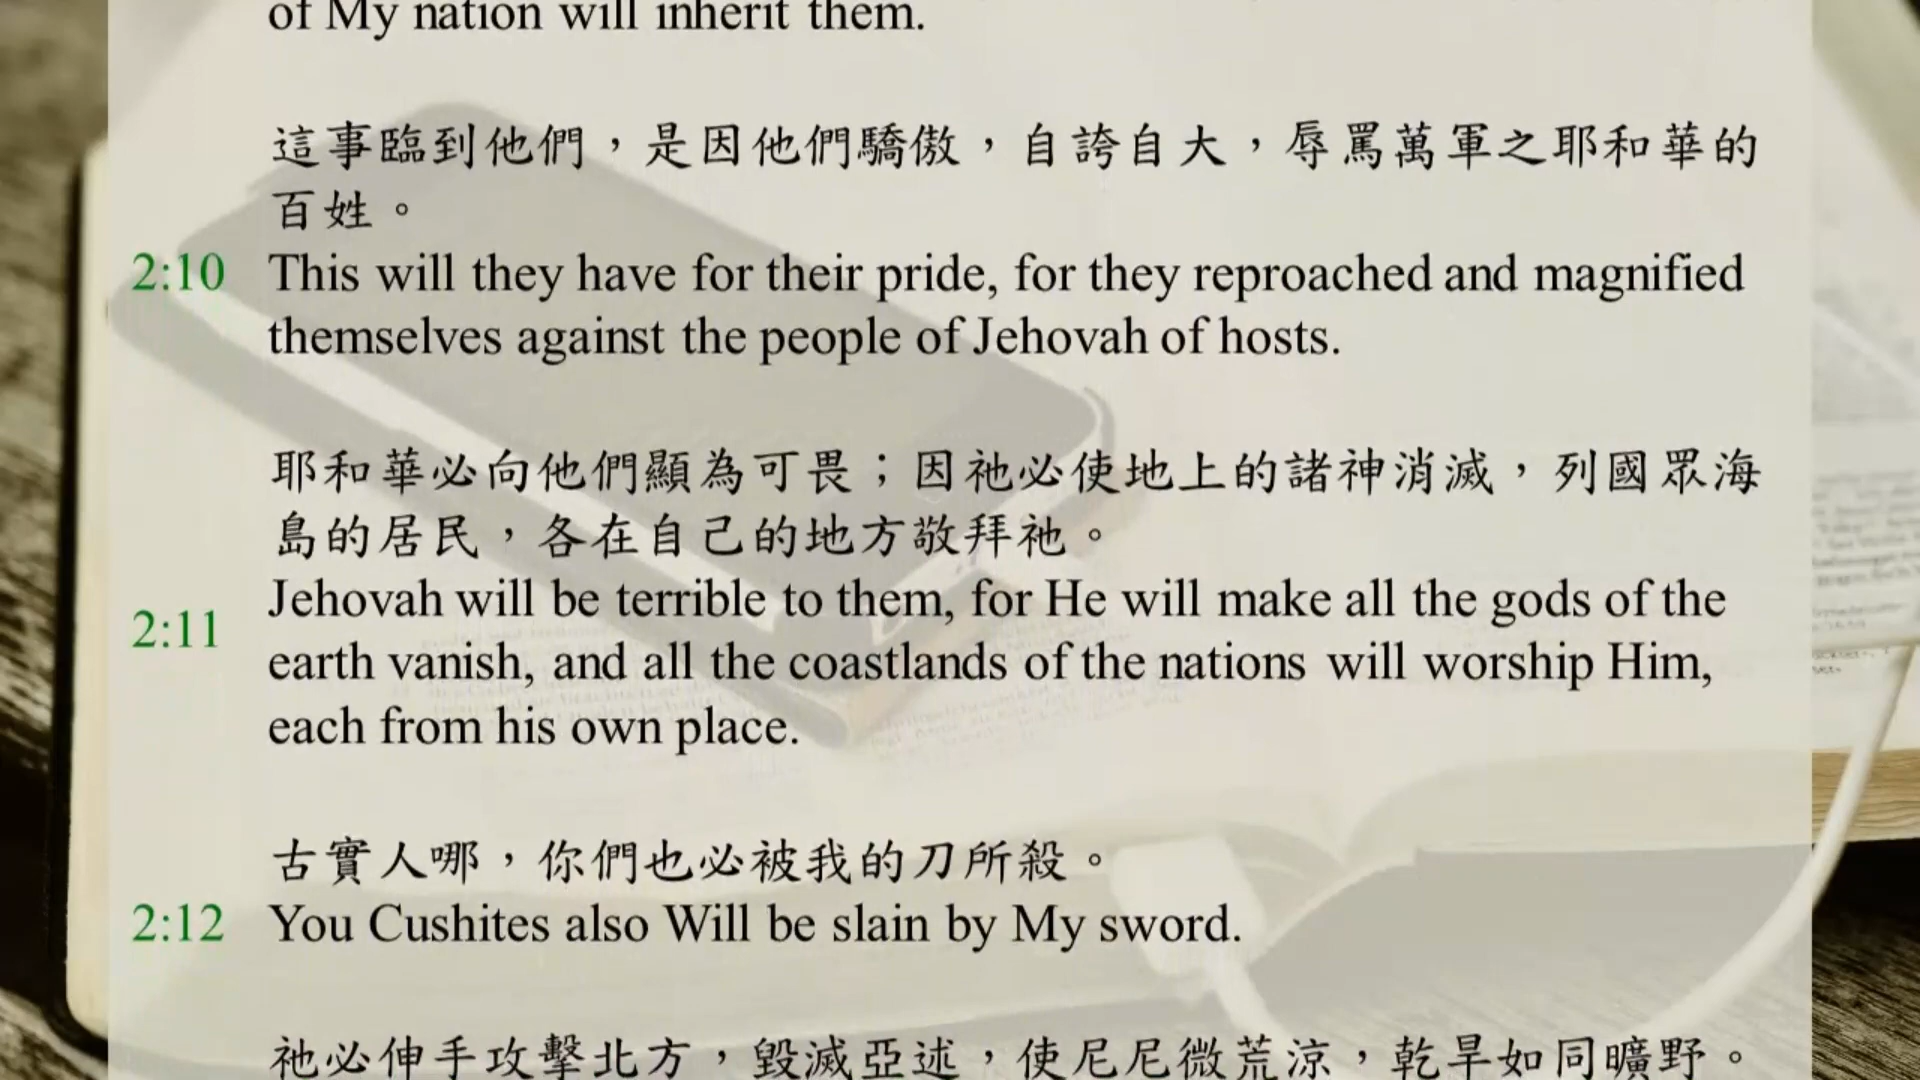 of My nation will inherit them.
這事臨到他們，是因他們驕傲，自誇自大，辱罵萬軍之耶和華的
百姓。
2:10 This will they have for their pride, for they reproached and magnified
themselves against the people of Jehovah of hosts.
耶和華必向他們顯為可畏；因祂必使地上的諸神消滅，列國眾海
島的居民，各在自己的地方敬拜祂。
Jehovah will be terrible to them, for He will make all the gods of the
2:11 earth vanish, and all the coastlands of the nations will worship Him,
each from his own place.
古實人哪，你們也必被我的刀所殺。
2:12 You Cushites also Will be slain by My sword.
祂必伸手攻擊北方，毀滅亞述，使尼尼微荒涼，乾旱如同曠野。